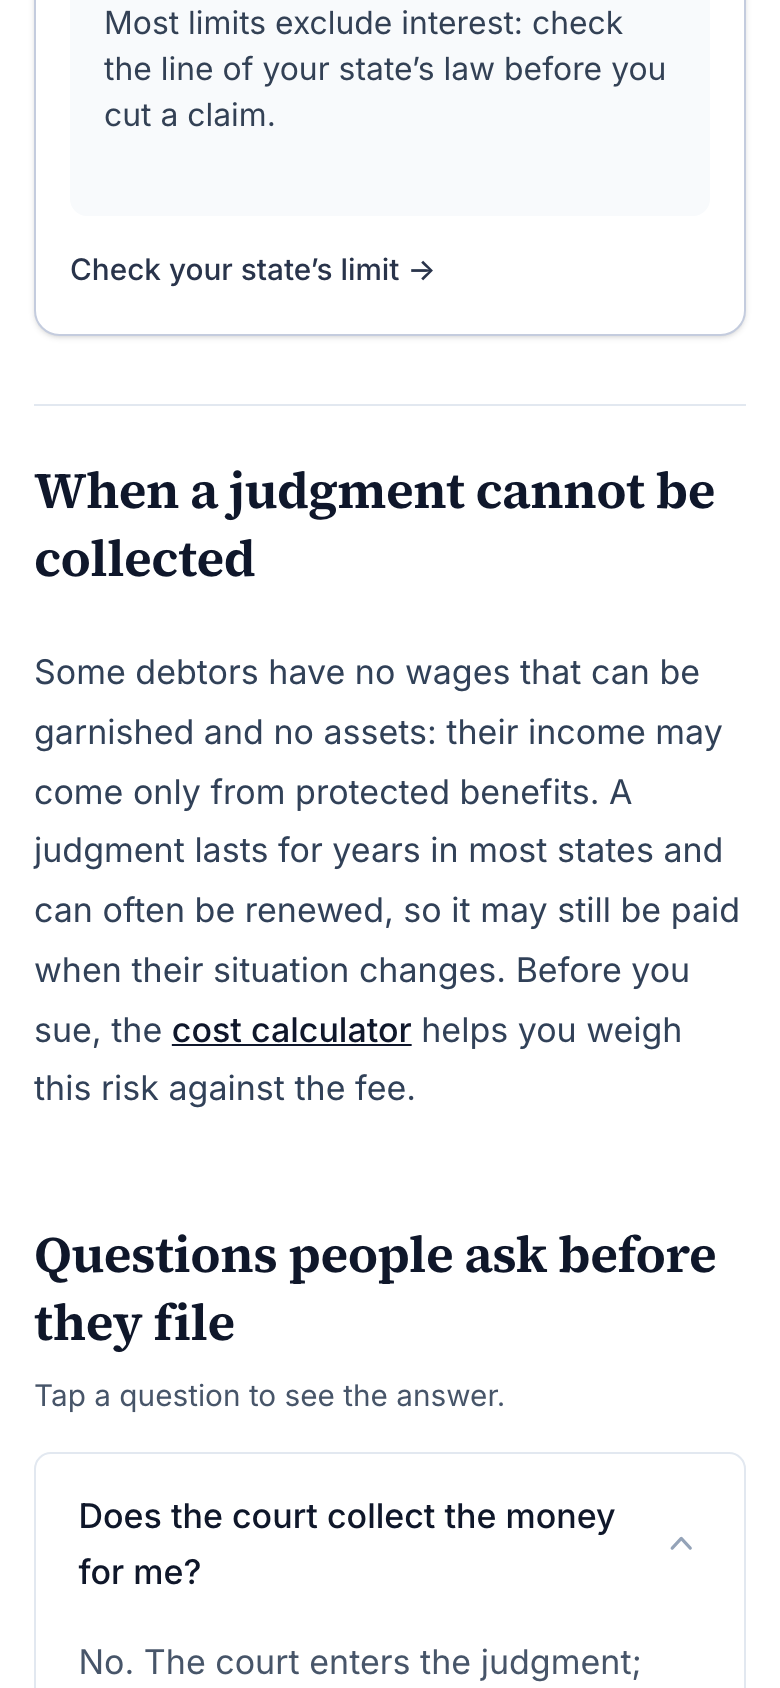 Most limits exclude interest: check
the line of your state’s law before you
cut a claim.
Check your state’s limit →
When a judgment cannot be
collected
Some debtors have no wages that can be
garnished and no assets: their income may
come only from protected benefits. A
judgment lasts for years in most states and
can often be renewed, so it may still be paid
when their situation changes. Before you
sue, the cost calculator helps you weigh
this risk against the fee.
Questions people ask before
they file
Tap a question to see the answer.
Does the court collect the money
for me?
No. The court enters the judgment;